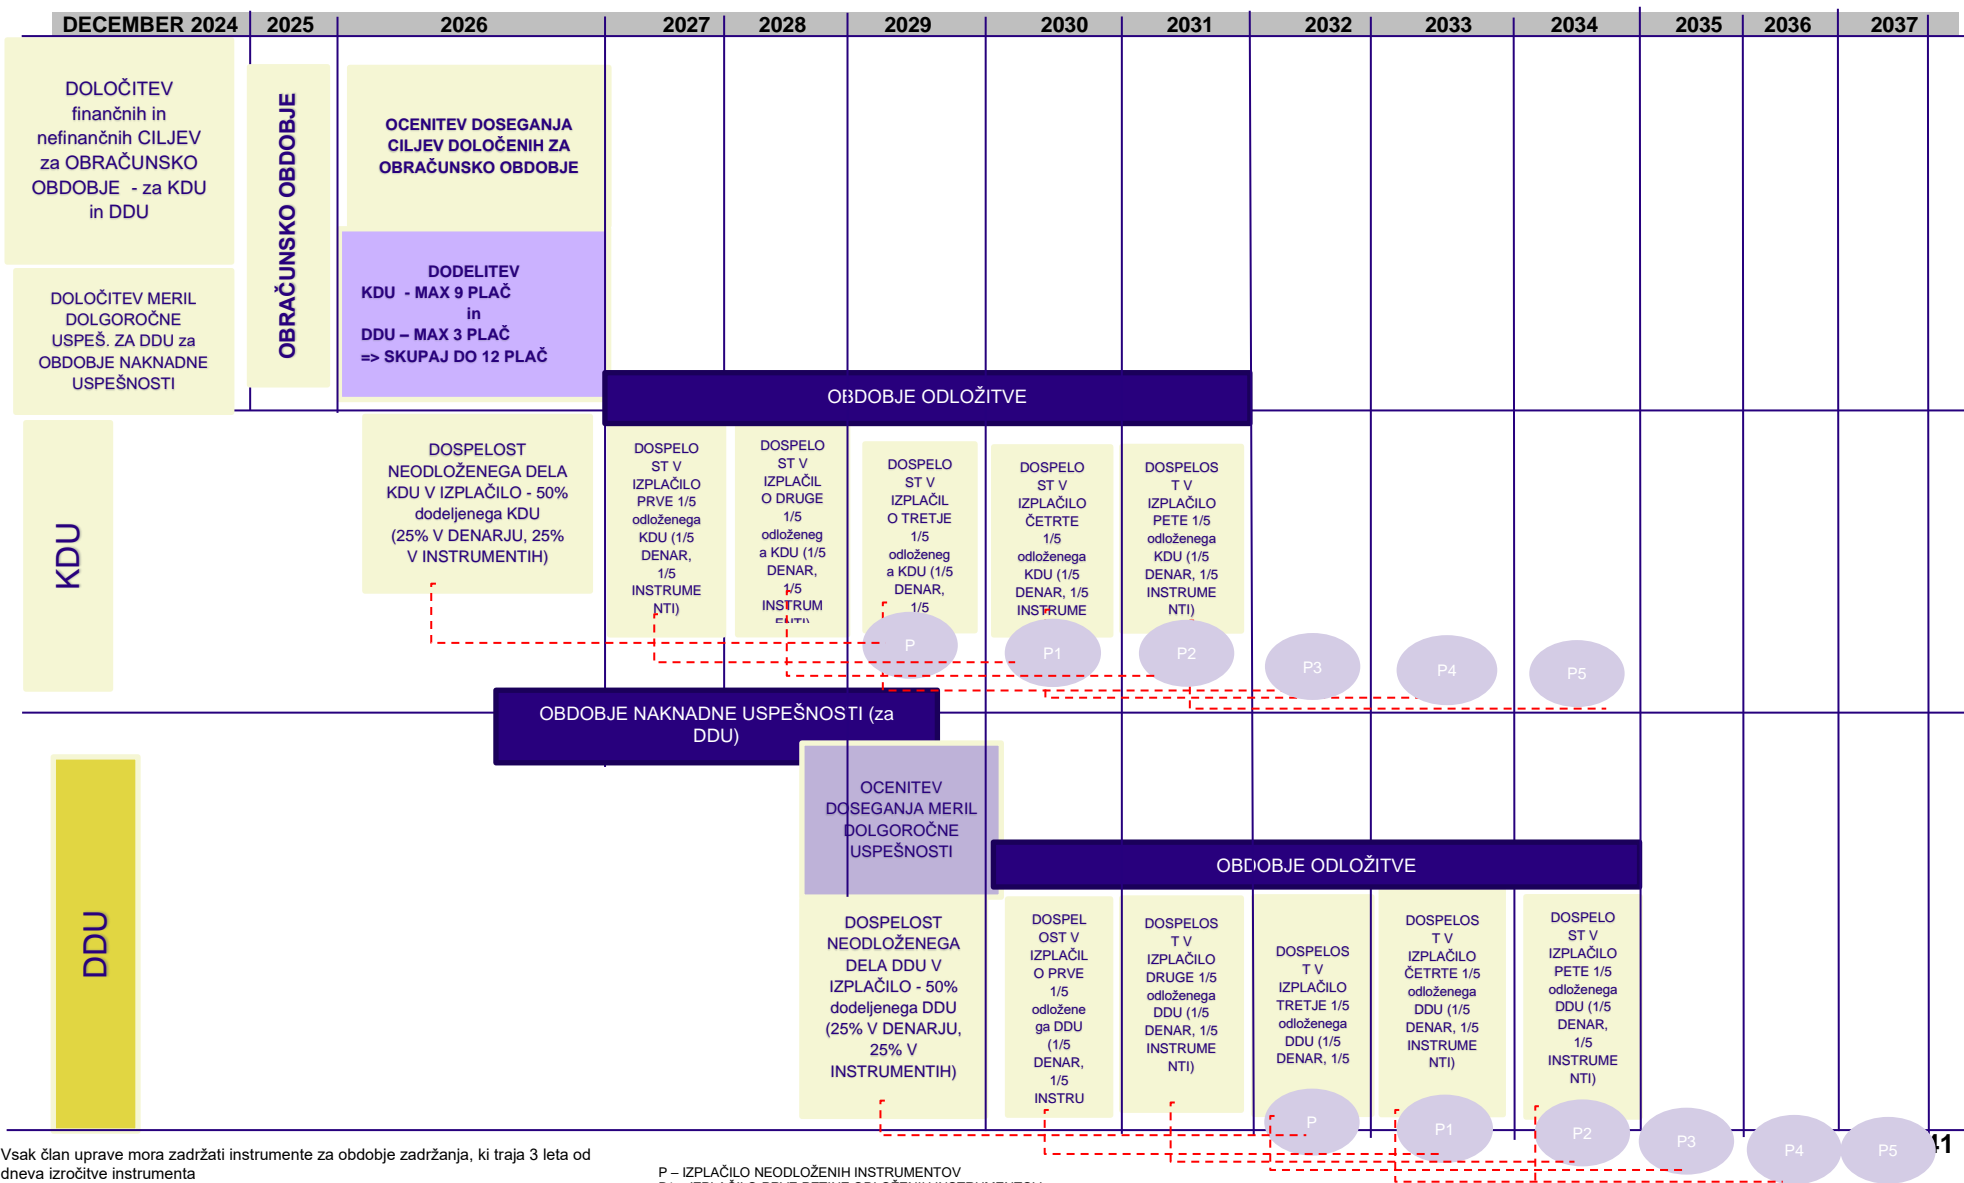 DECEMBER 2024
2025
2026
2027
2028
2029
2030
2031
2032
2033
2034
2035
2036
2037
DOLOČITEV
finančnih in
nefinančnih CILJEV
za OBRAČUNSKO
OBDOBJE - za KDU
in DDU
DOLOČITEV MERIL
DOLGOROČNE
USPEŠ. ZA DDU za
OBDOBJE NAKNADNE
USPEŠNOSTI
OBRAČUNSKO OBDOBJE
OCENITEV DOSEGANJA
CILJEV DOLOČENIH ZA
OBRAČUNSKO OBDOBJE
DODELITEV
KDU - MAX 9 PLAČ
in
DDU – MAX 3 PLAČ
=> SKUPAJ DO 12 PLAČ
OBDOBJE ODLOŽITVE
KDU
DOSPELOST
NEODLOŽENEGA DELA
KDU V IZPLAČILO - 50%
dodeljenega KDU
(25% V DENARJU, 25%
V INSTRUMENTIH)
DOSPELO
ST V
IZPLAČILO
PRVE 1/5
odloženega
KDU (1/5
DENAR,
1/5
INSTRUME
NTI)
DOSPELO
ST V
IZPLAČIL
O DRUGE
1/5
odloženeg
a KDU (1/5
DENAR,
1/5
INSTRUM
ENTI)
DOSPELO
ST V
IZPLAČIL
O TRETJE
1/5
odloženeg
a KDU (1/5
DENAR,
1/5
DOSPELO
ST V
IZPLAČILO
ČETRTE
1/5
odloženega
KDU (1/5
DENAR, 1/5
INSTRUME
DOSPELOS
T V
IZPLAČILO
PETE 1/5
odloženega
KDU (1/5
DENAR, 1/5
INSTRUME
NTI)
P
P1
P2
P3
P4
P5
OBDOBJE NAKNADNE USPEŠNOSTI (za
DDU)
OCENITEV
DOSEGANJA MERIL
DOLGOROČNE
USPEŠNOSTI
OBDOBJE ODLOŽITVE
DDU
DOSPELOST
NEODLOŽENEGA
DELA DDU V
IZPLAČILO - 50%
dodeljenega DDU
(25% V DENARJU,
25% V
INSTRUMENTIH)
DOSPEL
OST V
IZPLAČIL
O PRVE
1/5
odložene
ga DDU
(1/5
DENAR,
1/5
INSTRU
DOSPELOS
T V
IZPLAČILO
DRUGE 1/5
odloženega
DDU (1/5
DENAR, 1/5
INSTRUME
NTI)
DOSPELOS
T V
IZPLAČILO
TRETJE 1/5
odloženega
DDU (1/5
DENAR, 1/5
DOSPELOS
T V
IZPLAČILO
ČETRTE 1/5
odloženega
DDU (1/5
DENAR, 1/5
INSTRUME
NTI)
DOSPELO
ST V
IZPLAČILO
PETE 1/5
odloženega
DDU (1/5
DENAR,
1/5
INSTRUME
NTI)
P
P1
P2
P3
P4
P5
41
Vsak član uprave mora zadržati instrumente za obdobje zadržanja, ki traja 3 leta od
dneva izročitve instrumenta
P – IZPLAČILO NEODLOŽENIH INSTRUMENTOV